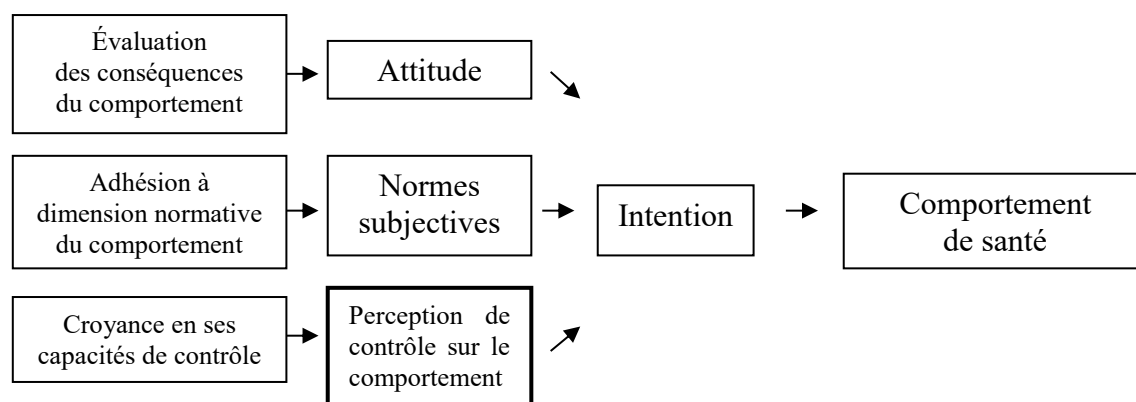 Évaluation
des conséquences
du comportement
Attitude
Adhésion à
dimension normative
du comportement
Normes
subjectives
Intention
Comportement
de santé
Croyance en ses
capacités de contrôle
Perception de
contrôle sur le
comportement